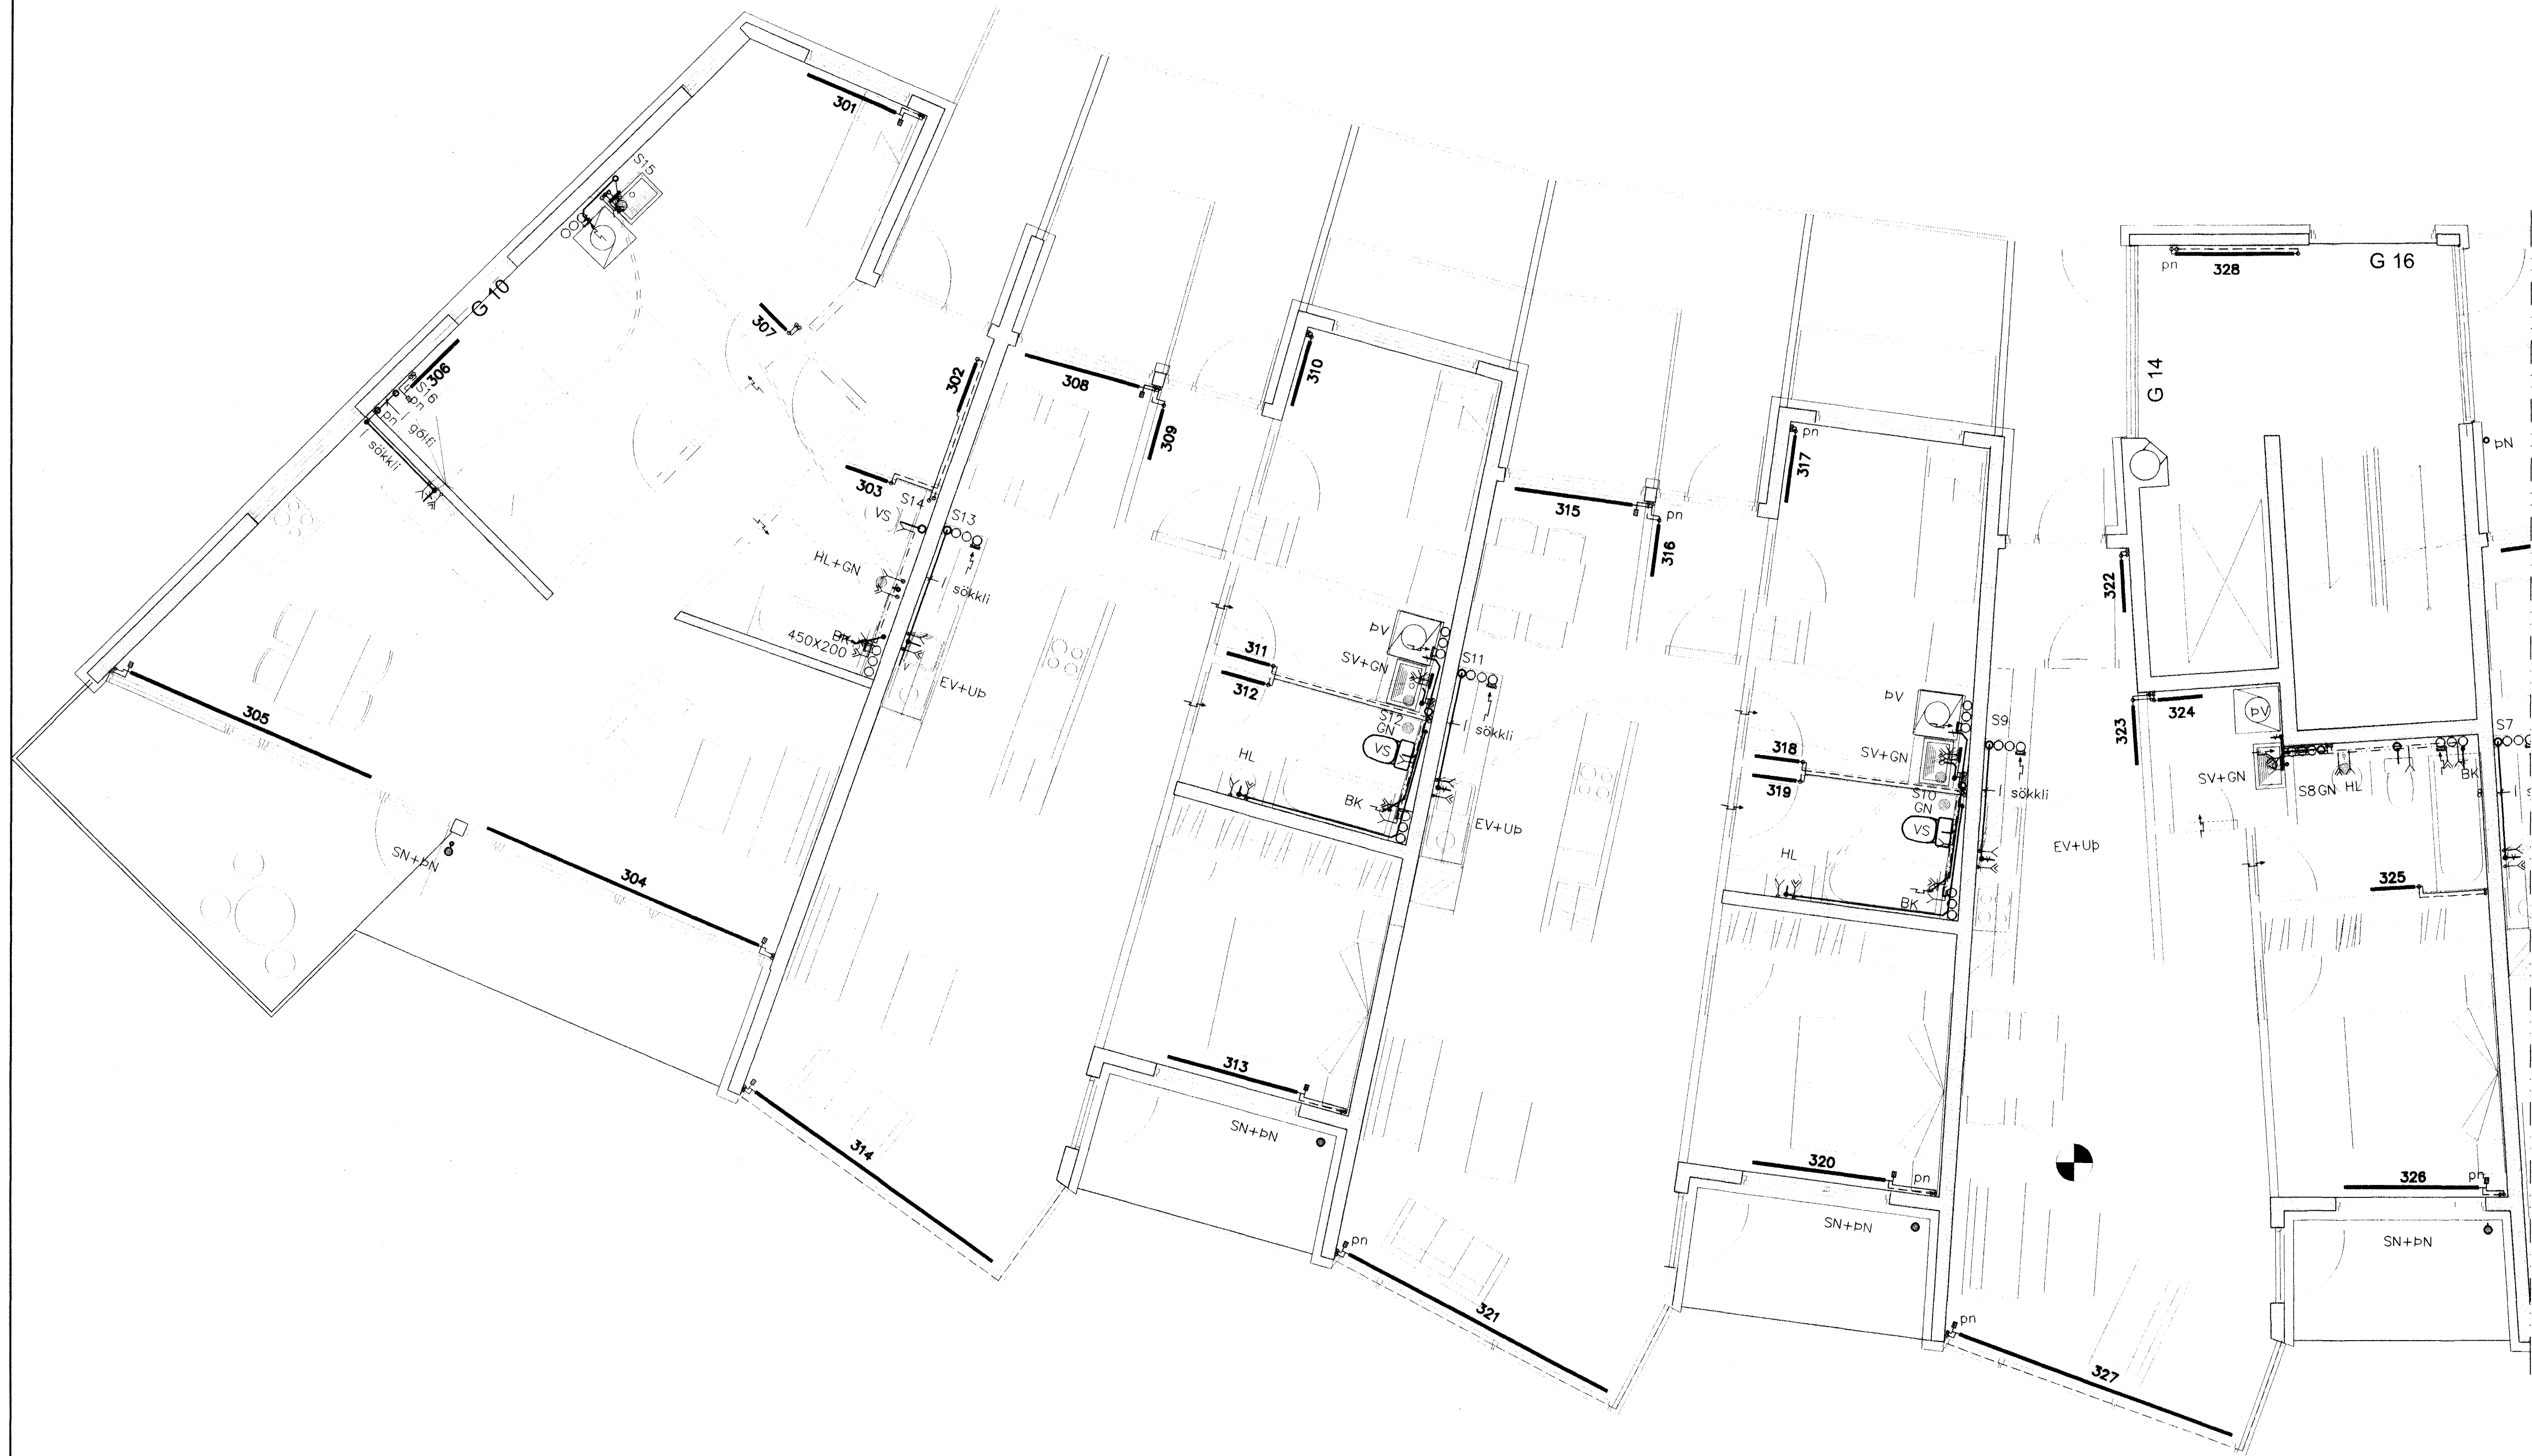 301
S15
G 10
307
306
S16
pn
pn
í gólfi
í sökkli
302
303
S14
( VS )
S13
HL+GN
í sökkli
BK
450X200
EV+UÞ
305
SN+ÞN
304
308
309
310
311
312
ÞV
SV+GN
S11
S12
GN
VS
í sökkli
HL
BK
EV+UÞ
313
SN+ÞN
314
315
pn
316
317
pn
318
319
ÞV
SV+GN
S9
S10
GN
VS
í sökkli
HL
BK
EV+UÞ
320
pn
SN+ÞN
pn
321
pn
328
G 16
G 14
ÞN
322
323
324
ÞV
S7
SV+GN
S8
GN
HL
BK
325
326
pn
SN+ÞN
pn
327